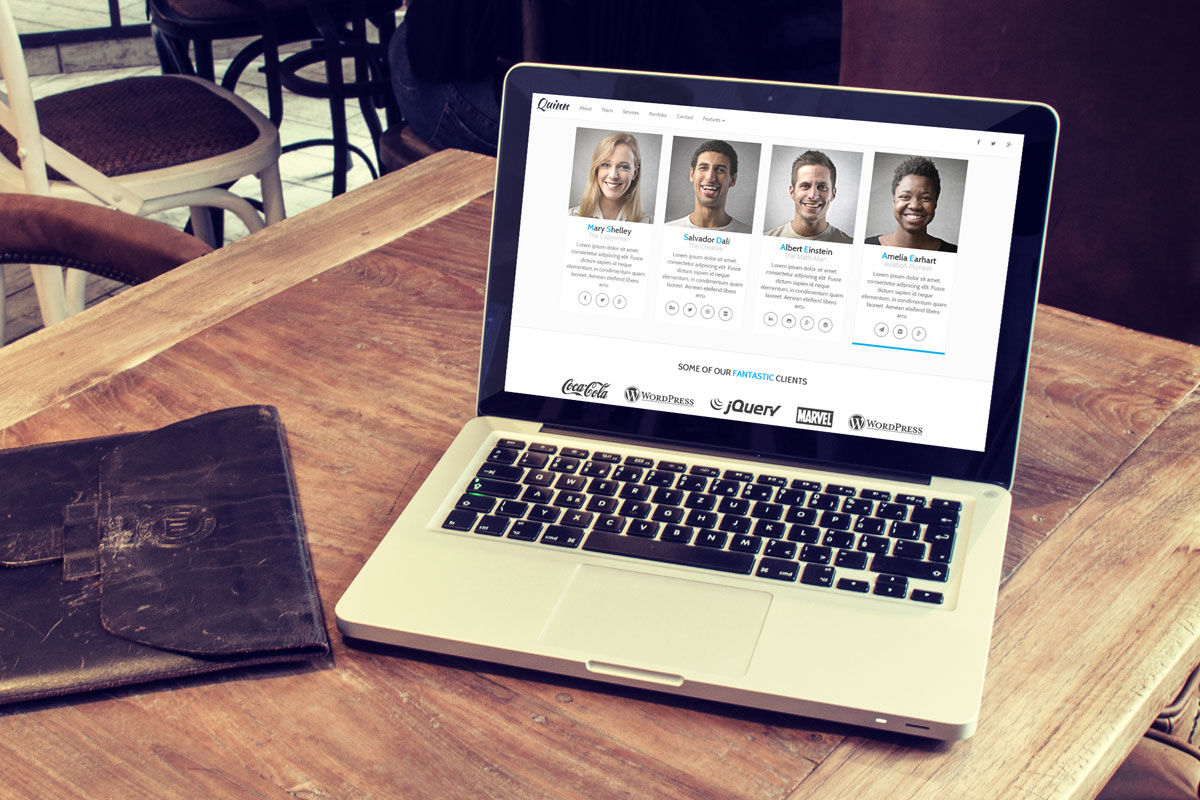 Quinn
About Team Services Portfolio Contact Features
Mary Shelley
The Copywriter
Lorem ipsum dolor sit amet,
consectetur adipiscing elit. Fusce
dictum sapien id neque
elementum, in condimentum quam
laoreet. Aenean eleifend libero
arcu
Salvador Dali
The Creative
Lorem ipsum dolor sit amet,
consectetur adipiscing elit. Fusce
dictum sapien id neque
elementum, in condimentum quam
laoreet. Aenean eleifend libero
arcu
Albert Einstein
The Math Man
Lorem ipsum dolor sit amet,
consectetur adipiscing elit. Fusce
dictum sapien id neque
elementum, in condimentum quam
laoreet. Aenean eleifend libero
arcu
Amelia Earhart
Aviation Pioneer
Lorem ipsum dolor sit amet,
consectetur adipiscing elit. Fusce
dictum sapien id neque
elementum, in condimentum quam
laoreet. Aenean eleifend libero
arcu
SOME OF OUR FANTASTIC CLIENTS
Coca-Cola WORDPRESS jQuery MARVEL WORDPRESS
Q W E R T Y U I O P
A S D F G H J K L
Z X C V B N M
cmd cmd